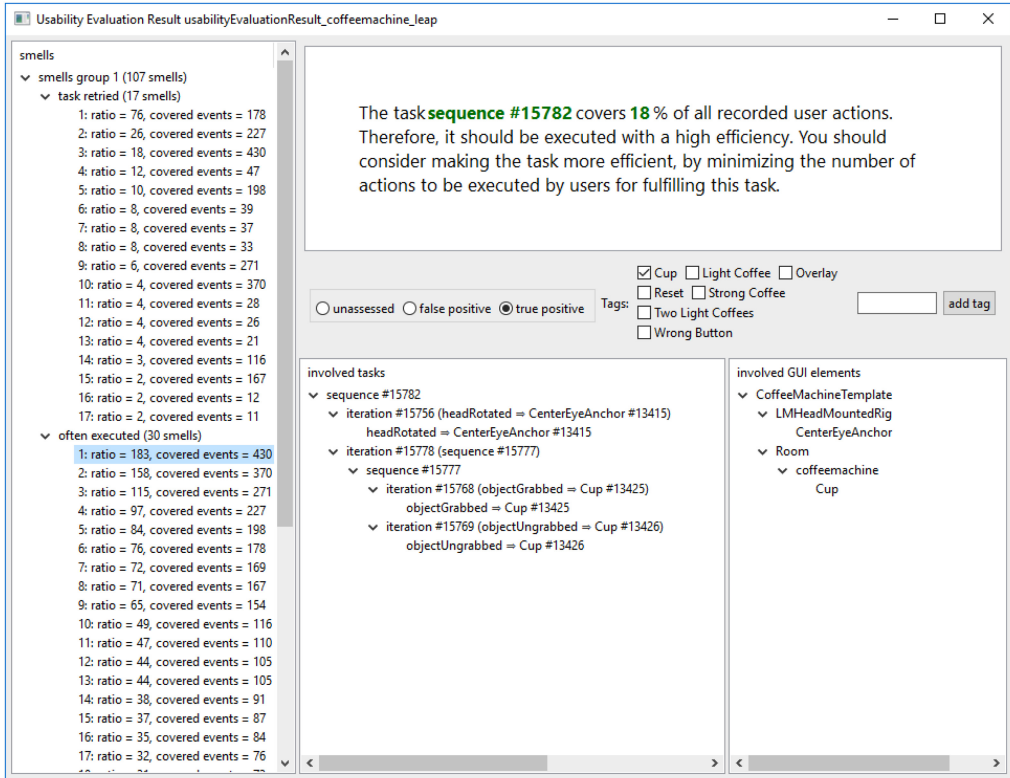 Usability Evaluation Result usabilityEvaluationResult_coffeemachine_leap
smells
smells group 1 (107 smells)
task retried (17 smells)
1: ratio = 76, covered events = 178
2: ratio = 26, covered events = 227
3: ratio = 18, covered events = 430
4: ratio = 12, covered events = 47
5: ratio = 10, covered events = 198
6: ratio = 8, covered events = 39
7: ratio = 8, covered events = 37
8: ratio = 8, covered events = 33
9: ratio = 6, covered events = 271
10: ratio = 4, covered events = 370
11: ratio = 4, covered events = 28
12: ratio = 4, covered events = 26
13: ratio = 4, covered events = 21
14: ratio = 3, covered events = 116
15: ratio = 2, covered events = 167
16: ratio = 2, covered events = 12
17: ratio = 2, covered events = 11
often executed (30 smells)
1: ratio = 183, covered events = 430
2: ratio = 158, covered events = 370
3: ratio = 115, covered events = 271
4: ratio = 97, covered events = 227
5: ratio = 84, covered events = 198
6: ratio = 76, covered events = 178
7: ratio = 72, covered events = 169
8: ratio = 71, covered events = 167
9: ratio = 65, covered events = 154
10: ratio = 49, covered events = 116
11: ratio = 47, covered events = 110
12: ratio = 44, covered events = 105
13: ratio = 44, covered events = 105
14: ratio = 38, covered events = 91
15: ratio = 37, covered events = 87
16: ratio = 35, covered events = 84
17: ratio = 32, covered events = 76
The task sequence #15782 covers 18 % of all recorded user actions.
Therefore, it should be executed with a high efficiency. You should
consider making the task more efficient, by minimizing the number of
actions to be executed by users for fulfilling this task.
unassessed false positive true positive
Tags:
Cup Light Coffee Overlay
Reset Strong Coffee
Two Light Coffees
Wrong Button
add tag
involved tasks
sequence #15782
iteration #15756 (headRotated ⇒ CenterEyeAnchor #13415)
headRotated ⇒ CenterEyeAnchor #13415
iteration #15778 (sequence #15777)
sequence #15777
iteration #15768 (objectGrabbed ⇒ Cup #13425)
objectGrabbed ⇒ Cup #13425
iteration #15769 (objectUngrabbed ⇒ Cup #13426)
objectUngrabbed ⇒ Cup #13426
involved GUI elements
CoffeeMachineTemplate
LMHeadMountedRig
CenterEyeAnchor
Room
coffeemachine
Cup